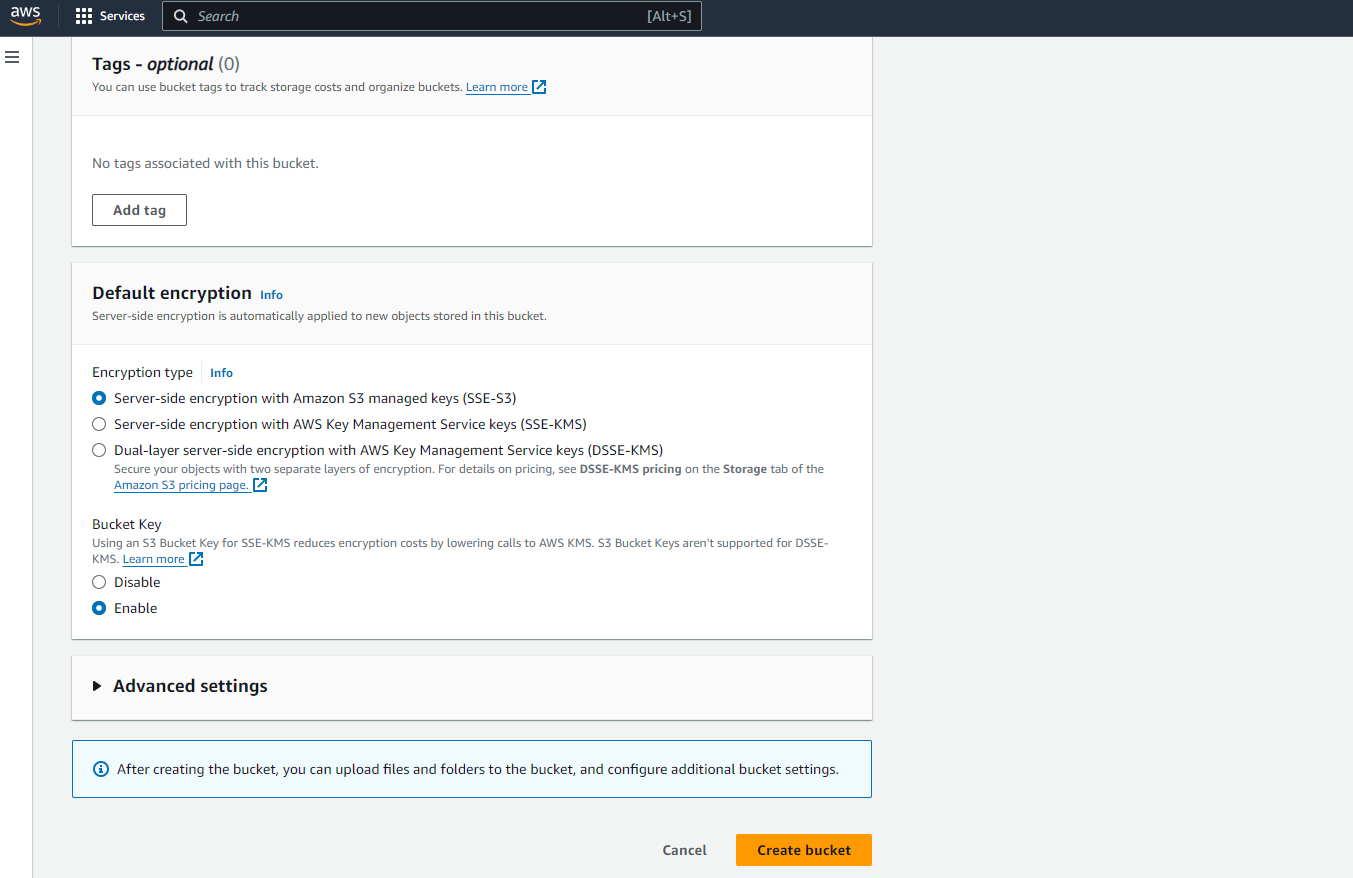 aws
Services
Search
[Alt+S]
Tags - optional (0)
You can use bucket tags to track storage costs and organize buckets. Learn more
No tags associated with this bucket.
Add tag
Default encryption Info
Server-side encryption is automatically applied to new objects stored in this bucket.
Encryption type Info
Server-side encryption with Amazon S3 managed keys (SSE-S3)
Server-side encryption with AWS Key Management Service keys (SSE-KMS)
Dual-layer server-side encryption with AWS Key Management Service keys (DSSE-KMS)
Secure your objects with two separate layers of encryption. For details on pricing, see DSSE-KMS pricing on the Storage tab of the
Amazon S3 pricing page.
Bucket Key
Using an S3 Bucket Key for SSE-KMS reduces encryption costs by lowering calls to AWS KMS. S3 Bucket Keys aren't supported for DSSE-
KMS. Learn more
Disable
Enable
Advanced settings
After creating the bucket, you can upload files and folders to the bucket, and configure additional bucket settings.
Cancel
Create bucket